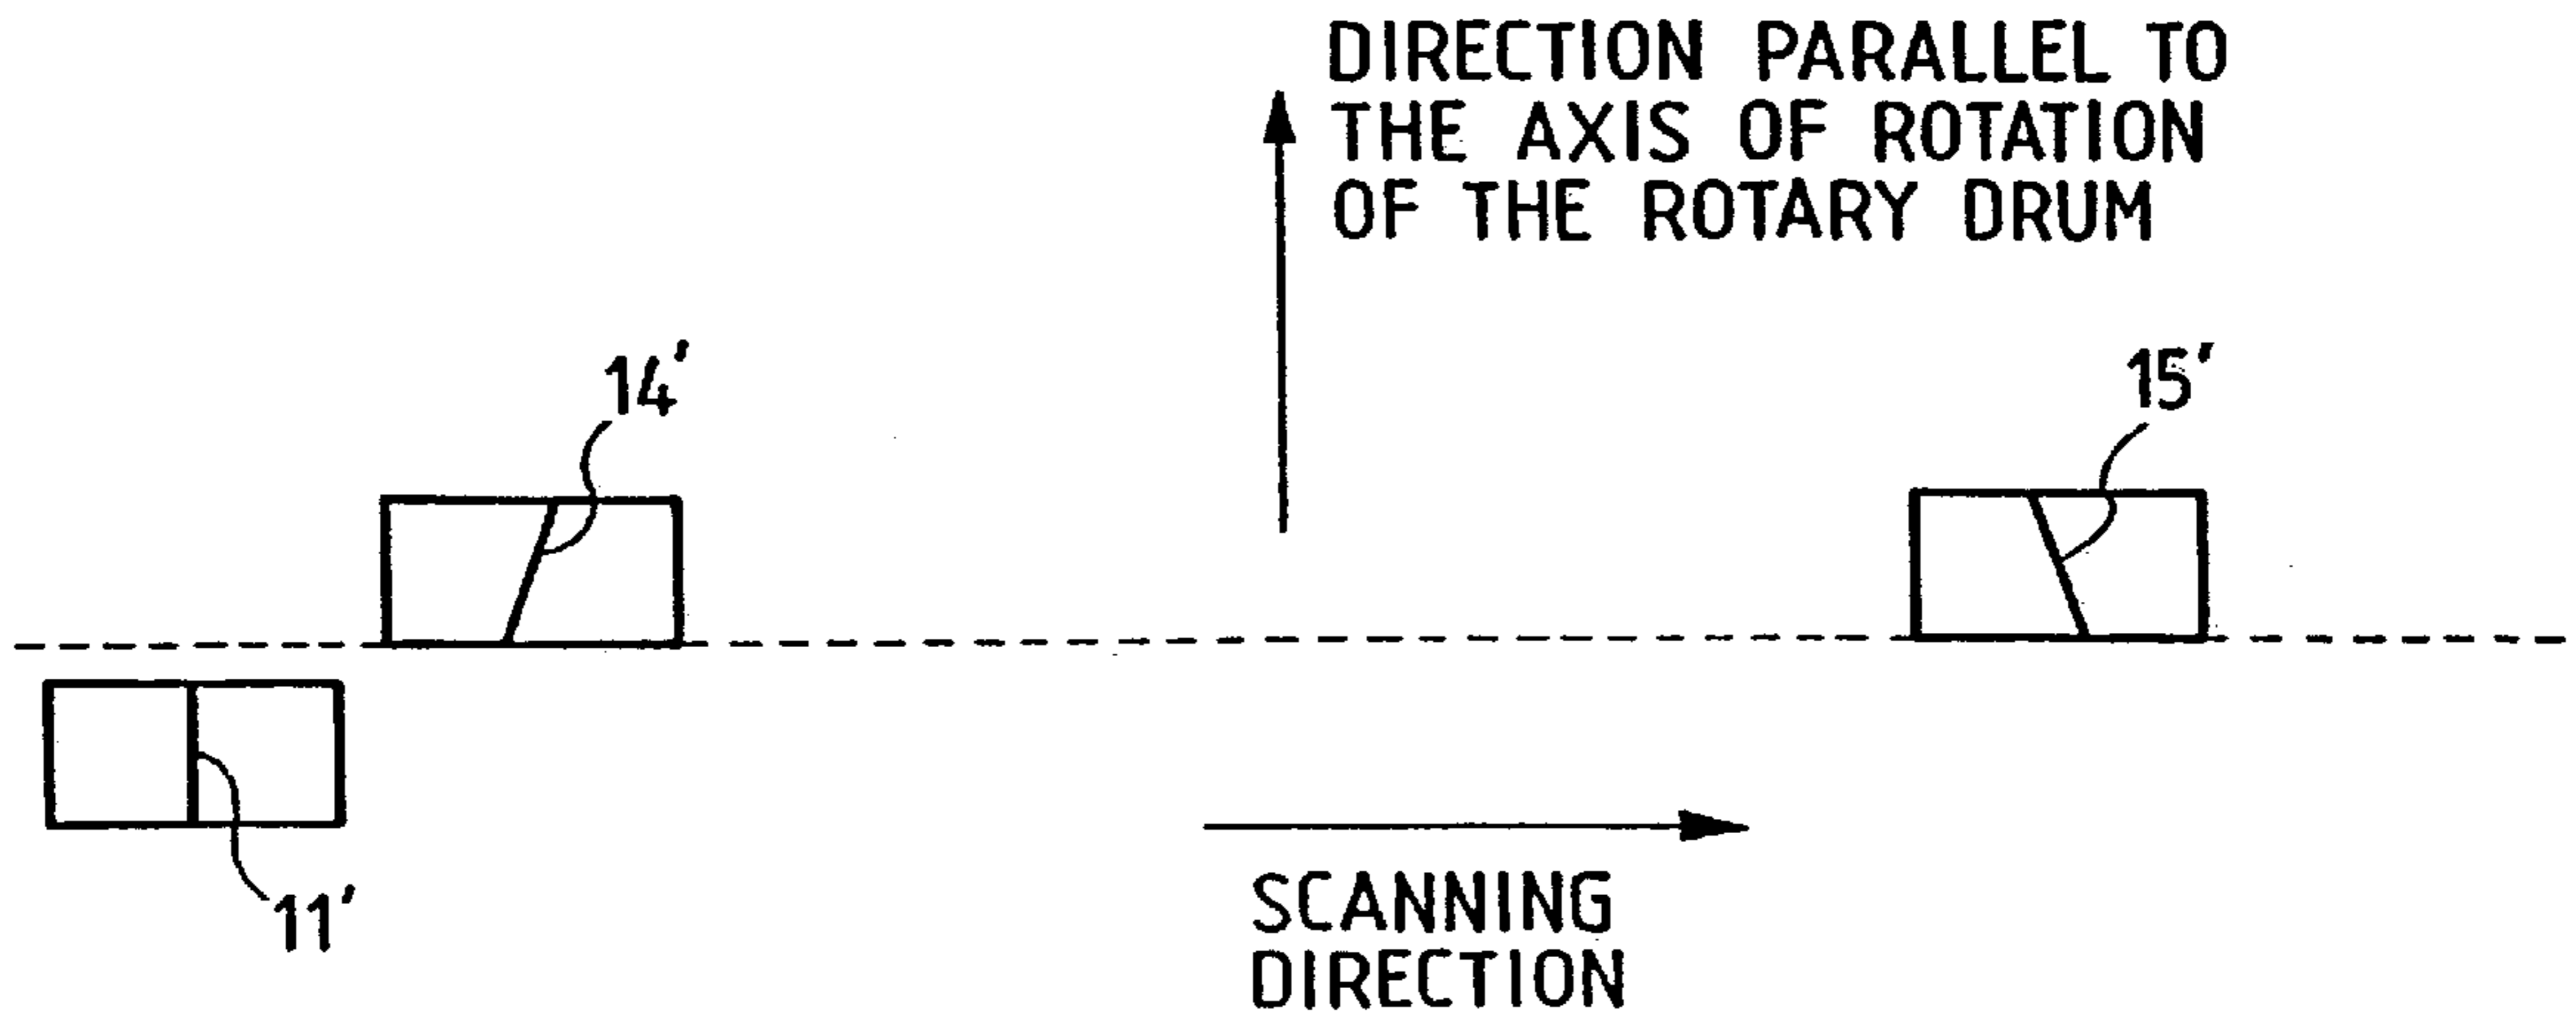 DIRECTION PARALLEL TO
THE AXIS OF ROTATION
OF THE ROTARY DRUM
14'
15'
11'
SCANNING
DIRECTION